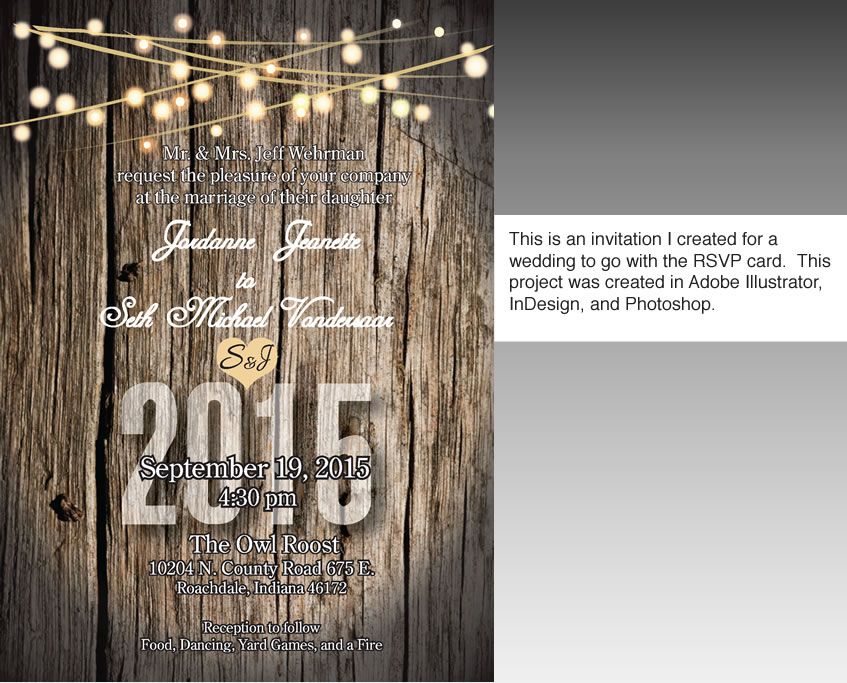 Mr. & Mrs. Jeff Wehrman
request the pleasure of your company
at the marriage of their daughter
Jordanne Jeanette
to
Seth Michael Vandersaar
S&J
2015
September 19, 2015
4:30 pm
The Owl Roost
10204 N. County Road 675 E.
Roachdale, Indiana 46172
Reception to follow
Food, Dancing, Yard Games, and a Fire
This is an invitation I created for a
wedding to go with the RSVP card.  This
project was created in Adobe Illustrator,
InDesign, and Photoshop.